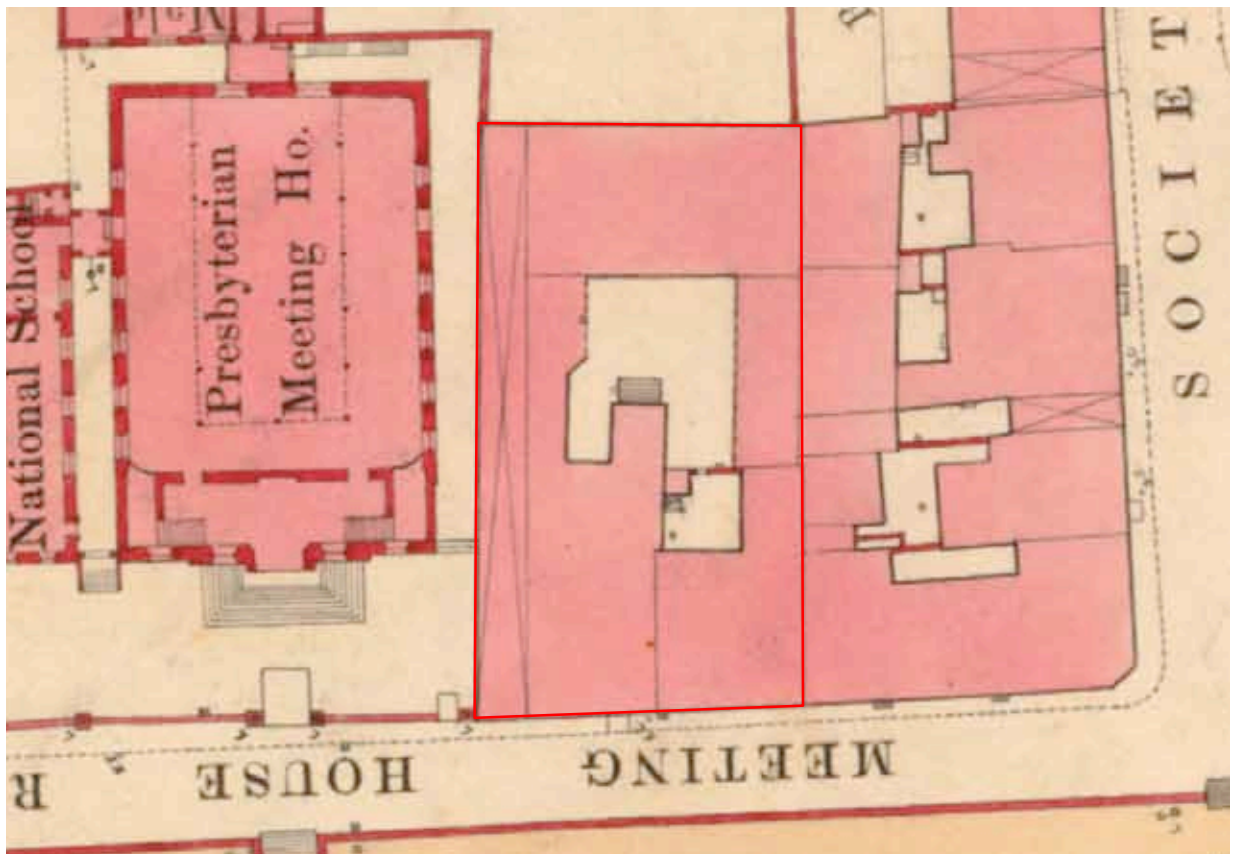 National School
Presbyterian
Meeting Ho.
SOCIET
MEETING
HOUSE
R